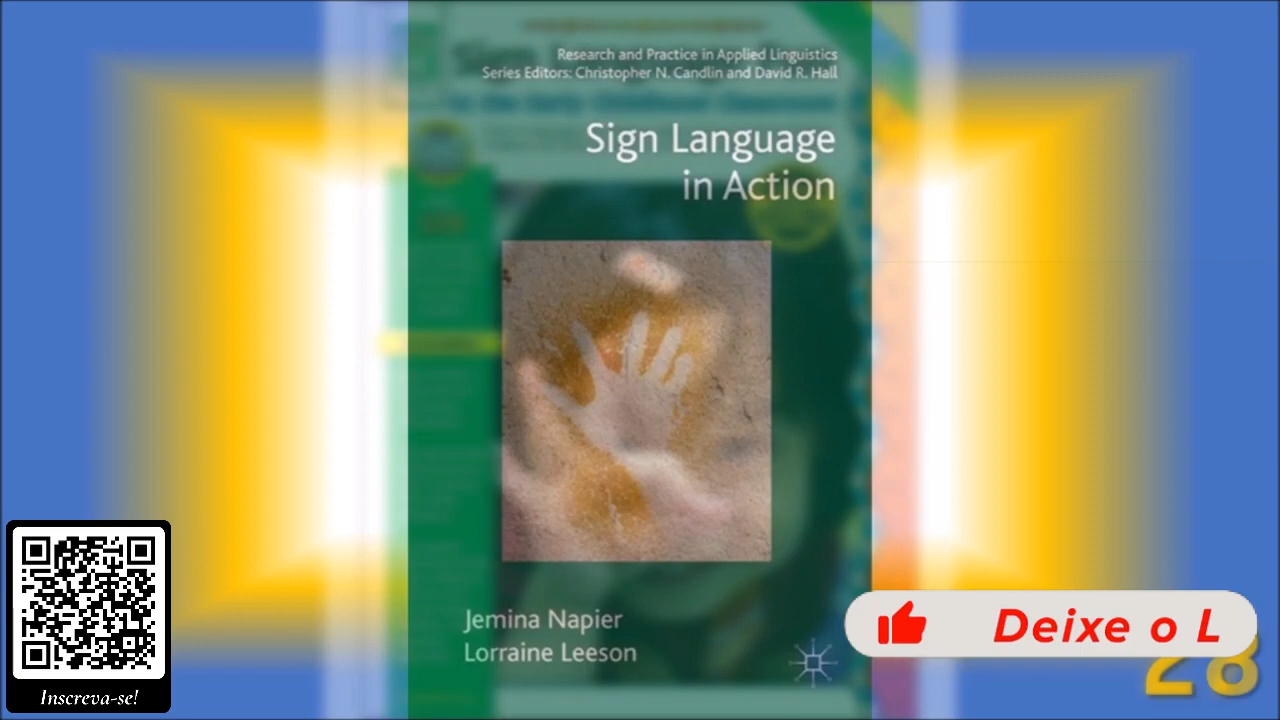 Research and Practice in Applied Linguistics
Series Editors: Christopher N. Candlin and David R. Hall
Sign Language
in Action
Jemina Napier
Lorraine Leeson
Deixe o L
28
Inscreva-se!